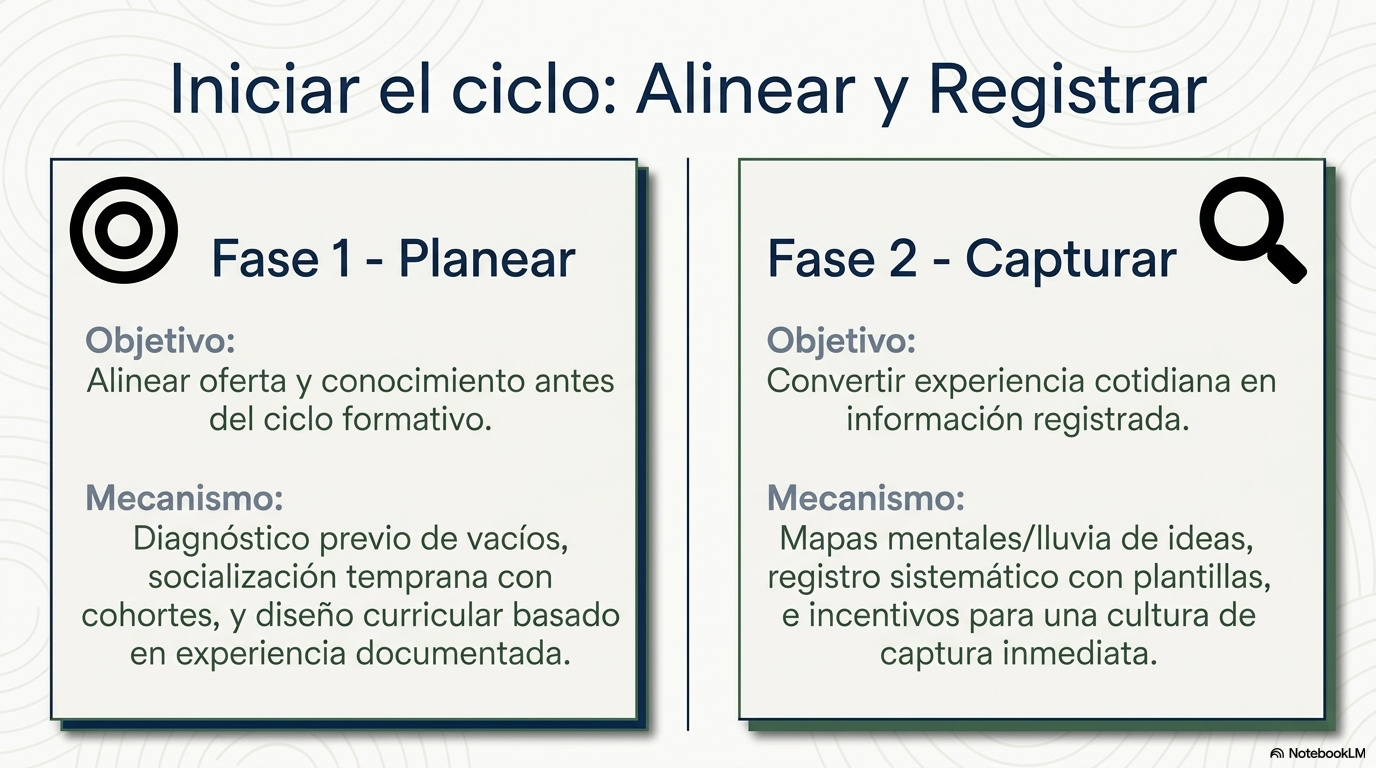 Iniciar el ciclo: Alinear y Registrar
Fase 1 - Planear
Objetivo:
Alinear oferta y conocimiento antes
del ciclo formativo.
Mecanismo:
Diagnóstico previo de vacíos,
socialización temprana con
cohortes, y diseño curricular basado
en experiencia documentada.
Fase 2 - Capturar
Objetivo:
Convertir experiencia cotidiana en
información registrada.
Mecanismo:
Mapas mentales/lluvia de ideas,
registro sistemático con plantillas,
e incentivos para una cultura de
captura inmediata.
NotebookLM